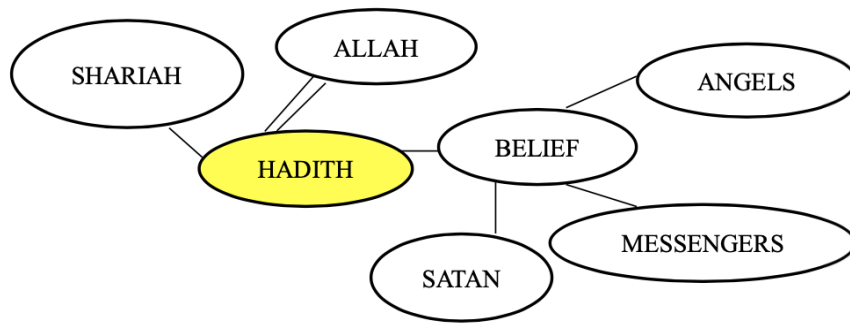 ALLAH
SHARIAH
ANGELS
BELIEF
HADITH
MESSENGERS
SATAN